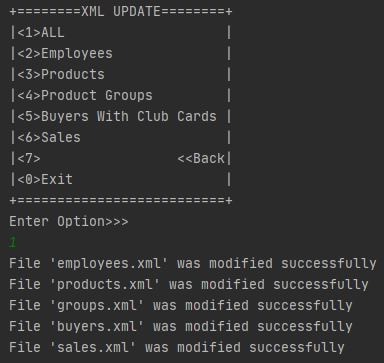 +========XML UPDATE========+
|<1>ALL                    |
|<2>Employees              |
|<3>Products               |
|<4>Product Groups         |
|<5>Buyers With Club Cards |
|<6>Sales                  |
|<7>                 <<Back|
|<0>Exit                   |
+==========================+
Enter Option>>>
1
File 'employees.xml' was modified successfully
File 'products.xml' was modified successfully
File 'groups.xml' was modified successfully
File 'buyers.xml' was modified successfully
File 'sales.xml' was modified successfully